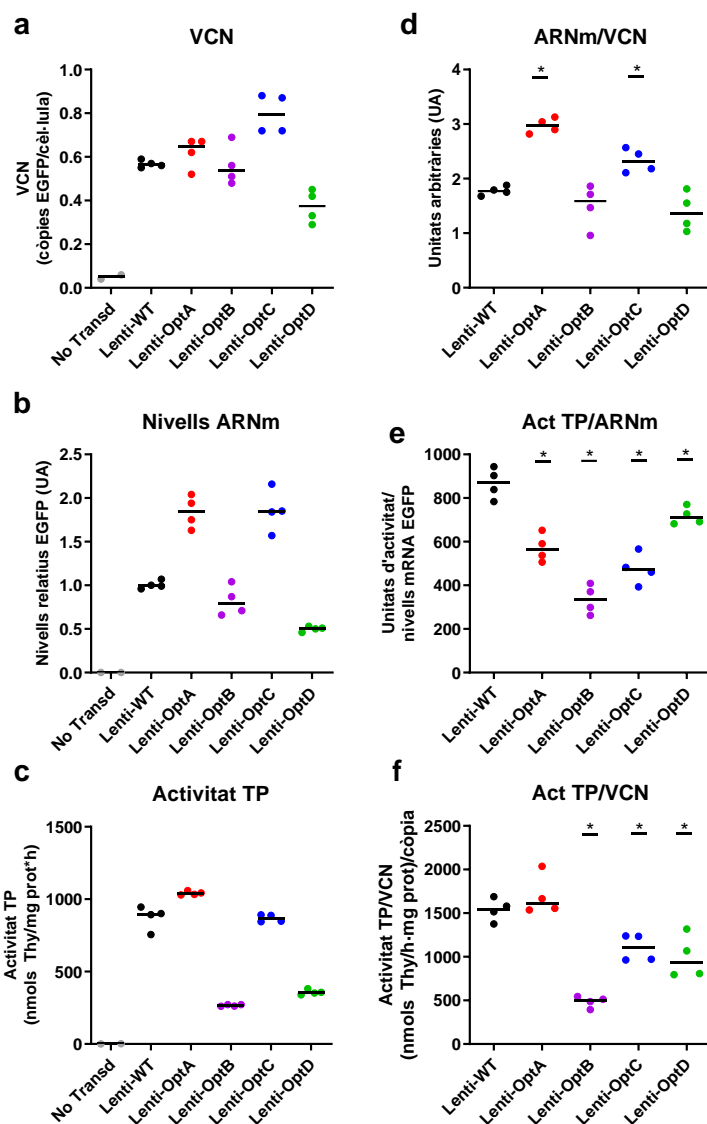 a
VCN
VCN
(còpies EGFP/cèl·lula)
1.0
0.8
0.6
0.4
0.2
0.0
No Transd
Lenti-WT
Lenti-OptA
Lenti-OptB
Lenti-OptC
Lenti-OptD
d
ARNm/VCN
Unitats arbitràries (UA)
4
3
2
1
0
* *
Lenti-WT
Lenti-OptA
Lenti-OptB
Lenti-OptC
Lenti-OptD
b
Nivells ARNm
Nivells relatius EGFP (UA)
2.5
2.0
1.5
1.0
0.5
0.0
No Transd
Lenti-WT
Lenti-OptA
Lenti-OptB
Lenti-OptC
Lenti-OptD
e
Act TP/ARNm
Unitats d'activitat/
nivells mRNA EGFP
1000
800
600
400
200
0
* * * *
Lenti-WT
Lenti-OptA
Lenti-OptB
Lenti-OptC
Lenti-OptD
c
Activitat TP
Activitat TP
(nmols Thy/mg prot*h)
1500
1000
500
0
No Transd
Lenti-WT
Lenti-OptA
Lenti-OptB
Lenti-OptC
Lenti-OptD
f
Act TP/VCN
Activitat TP/VCN
(nmols Thy/h·mg prot)/còpia
2500
2000
1500
1000
500
0
* * *
Lenti-WT
Lenti-OptA
Lenti-OptB
Lenti-OptC
Lenti-OptD